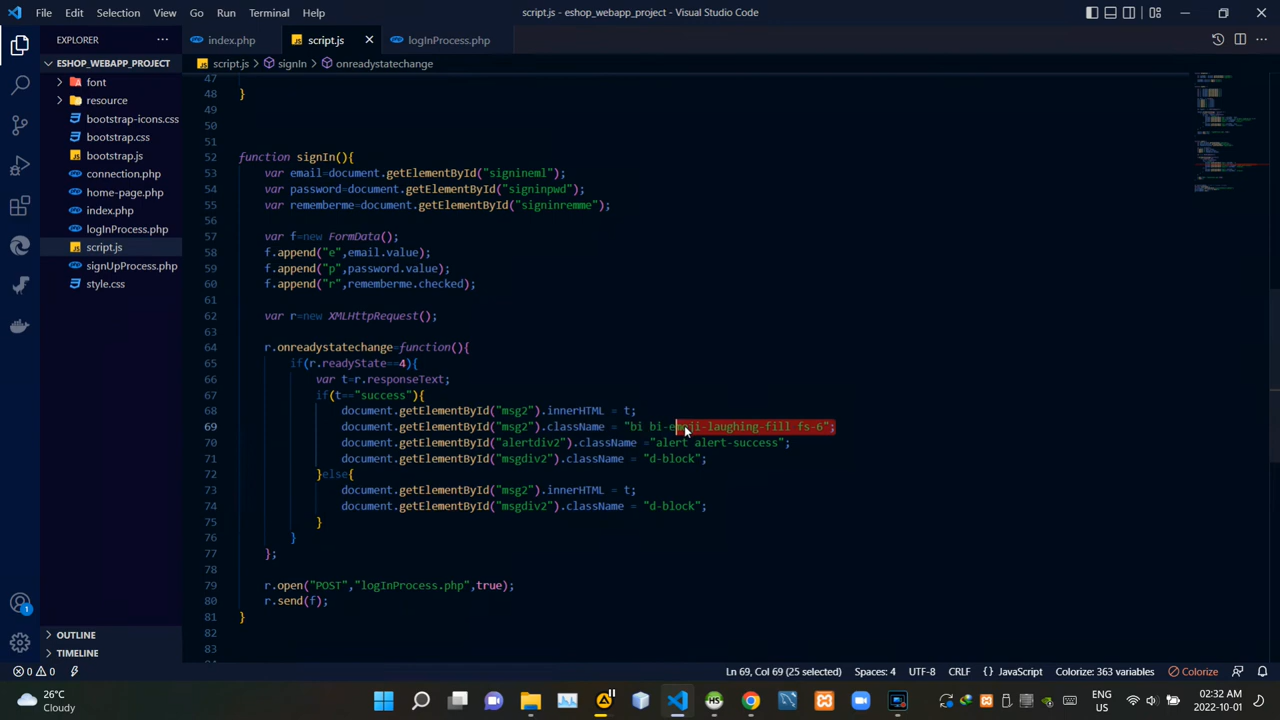 File Edit Selection View Go Run Terminal Help script.js - eshop_webapp_project - Visual Studio Code
EXPLORER ··· index.php script.js logInProcess.php
ESHOP_WEBAPP_PROJECT script.js > signIn > onreadystatechange
font
resource
bootstrap-icons.css
bootstrap.css
bootstrap.js
connection.php
home-page.php
index.php
logInProcess.php
script.js
signUpProcess.php
style.css
OUTLINE
TIMELINE
47
48 }
49
50
51
52 function signIn(){
53 var email=document.getElementById("signineml");
54 var password=document.getElementById("signinpwd");
55 var rememberme=document.getElementById("signinremme");
56
57 var f=new FormData();
58 f.append("e",email.value);
59 f.append("p",password.value);
60 f.append("r",rememberme.checked);
61
62 var r=new XMLHttpRequest();
63
64 r.onreadystatechange=function(){
65 if(r.readyState==4){
66 var t=r.responseText;
67 if(t=="success"){
68 document.getElementById("msg2").innerHTML = t;
69 document.getElementById("msg2").className = "bi bi-emoji-laughing-fill fs-6";
70 document.getElementById("alertdiv2").className ="alert alert-success";
71 document.getElementById("msgdiv2").className = "d-block";
72 }else{
73 document.getElementById("msg2").innerHTML = t;
74 document.getElementById("msgdiv2").className = "d-block";
75 }
76 }
77 };
78
79 r.open("POST","logInProcess.php",true);
80 r.send(f);
81 }
82
83
1
0 0 Ln 69, Col 69 (25 selected) Spaces: 4 UTF-8 CRLF {} JavaScript Colorize: 363 variables Colorize
26°C
Cloudy
ENG
US
02:32 AM
2022-10-01